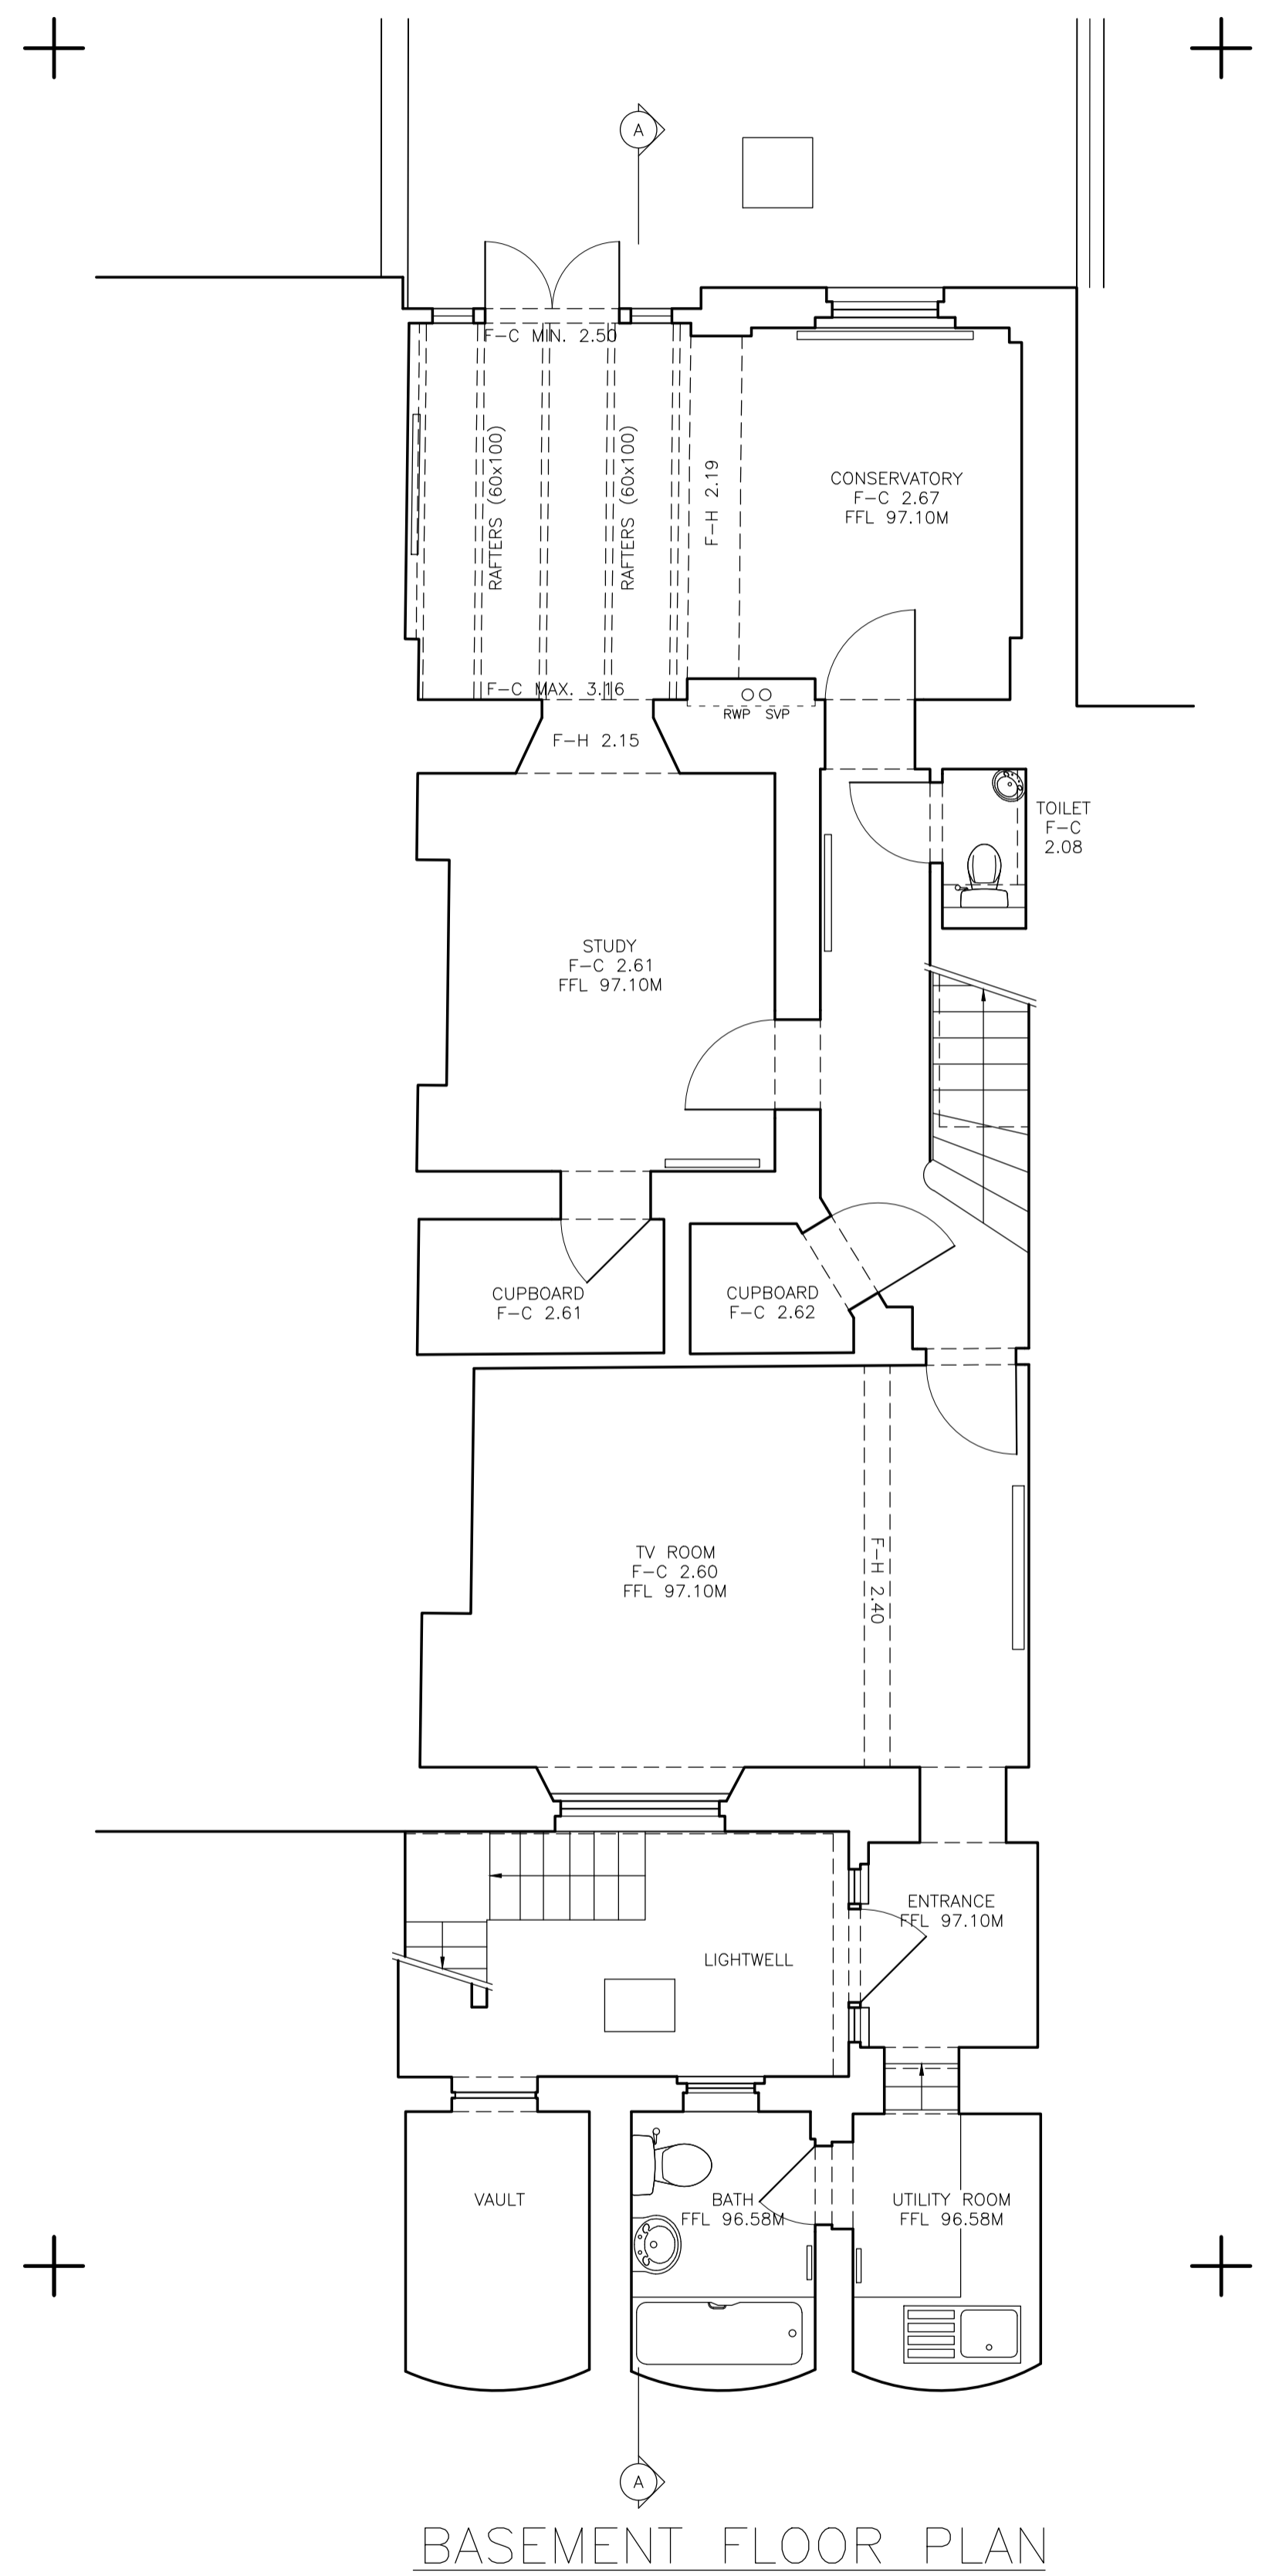 A
F-C MIN. 2.50
RAFTERS (60x100)
RAFTERS (60x100)
F-H 2.19
CONSERVATORY
F-C 2.67
FFL 97.10M
F-C MAX. 3.16
RWP SVP
F-H 2.15
TOILET
F-C
2.08
STUDY
F-C 2.61
FFL 97.10M
CUPBOARD
F-C 2.61
CUPBOARD
F-C 2.62
TV ROOM
F-C 2.60
FFL 97.10M
F-H 2.40
ENTRANCE
FFL 97.10M
LIGHTWELL
VAULT
BATH
FFL 96.58M
UTILITY ROOM
FFL 96.58M
A
BASEMENT FLOOR PLAN